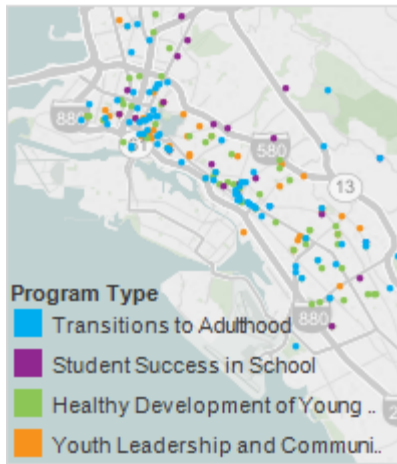 880
61
580
13
Program Type
Transitions to Adulthood
880
Student Success in School
Healthy Development of Young ..
Youth Leadership and Communi..